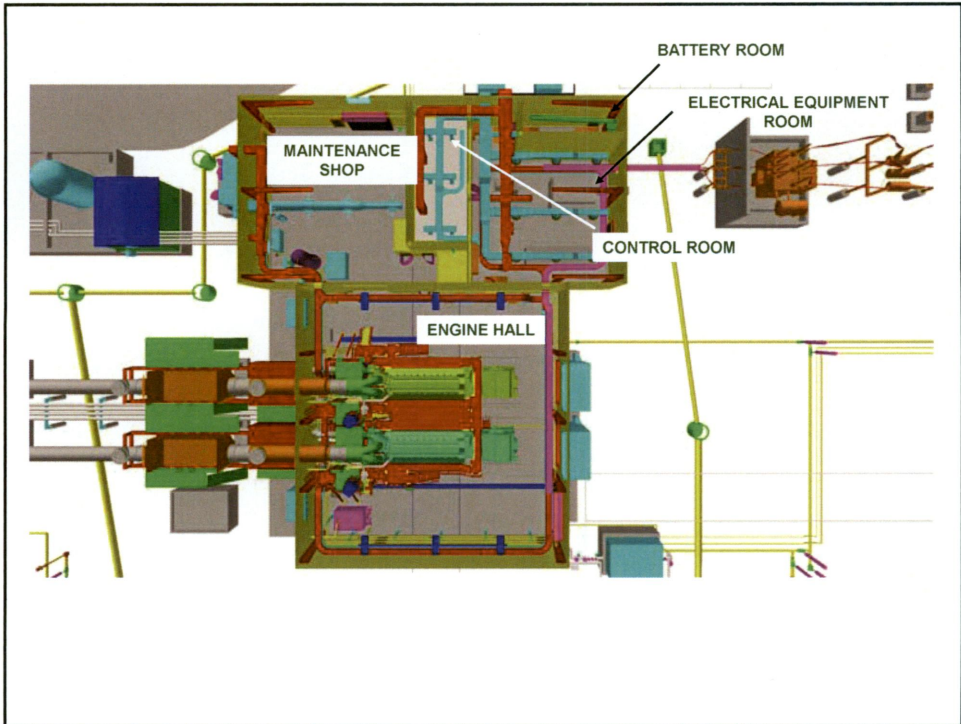 BATTERY ROOM
ELECTRICAL EQUIPMENT
ROOM
MAINTENANCE
SHOP
CONTROL ROOM
ENGINE HALL